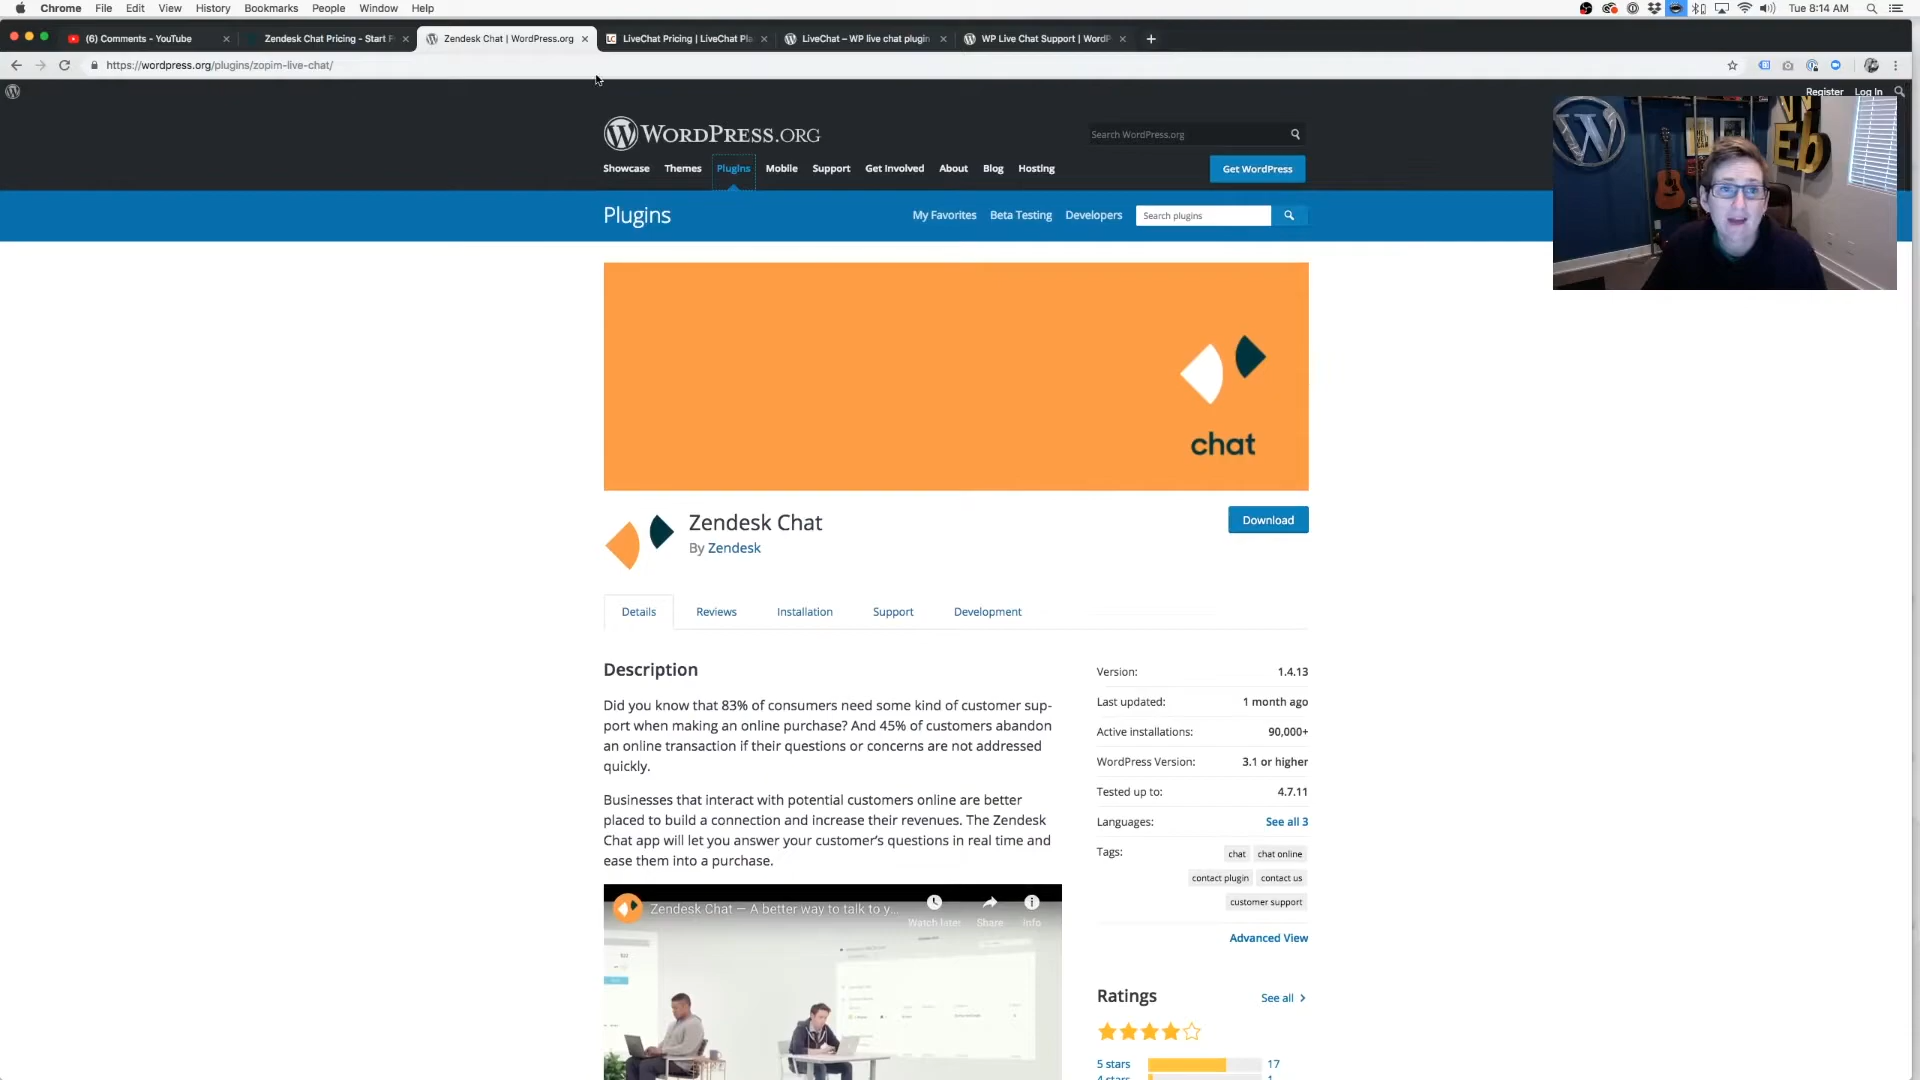 Chrome File Edit View History Bookmarks People Window Help
Tue 8:14 AM
(6) Comments - YouTube
Zendesk Chat Pricing - Start F
Zendesk Chat | WordPress.org
LiveChat Pricing | LiveChat Pla
LiveChat – WP live chat plugin
WP Live Chat Support | WordP
https://wordpress.org/plugins/zopim-live-chat/
Register Log In
WORDPRESS.ORG
Search WordPress.org
Showcase Themes Plugins Mobile Support Get Involved About Blog Hosting
Get WordPress
Plugins
My Favorites Beta Testing Developers
Search plugins
chat
Zendesk Chat
By Zendesk
Download
Details Reviews Installation Support Development
Description
Did you know that 83% of consumers need some kind of customer sup-
port when making an online purchase? And 45% of customers abandon
an online transaction if their questions or concerns are not addressed
quickly.
Businesses that interact with potential customers online are better
placed to build a connection and increase their revenues. The Zendesk
Chat app will let you answer your customer's questions in real time and
ease them into a purchase.
Zendesk Chat — A better way to talk to y...
Watch later Share Info
Version: 1.4.13
Last updated: 1 month ago
Active installations: 90,000+
WordPress Version: 3.1 or higher
Tested up to: 4.7.11
Languages: See all 3
Tags: chat chat online
contact plugin contact us
customer support
Advanced View
Ratings See all
5 stars 17
4 stars 1